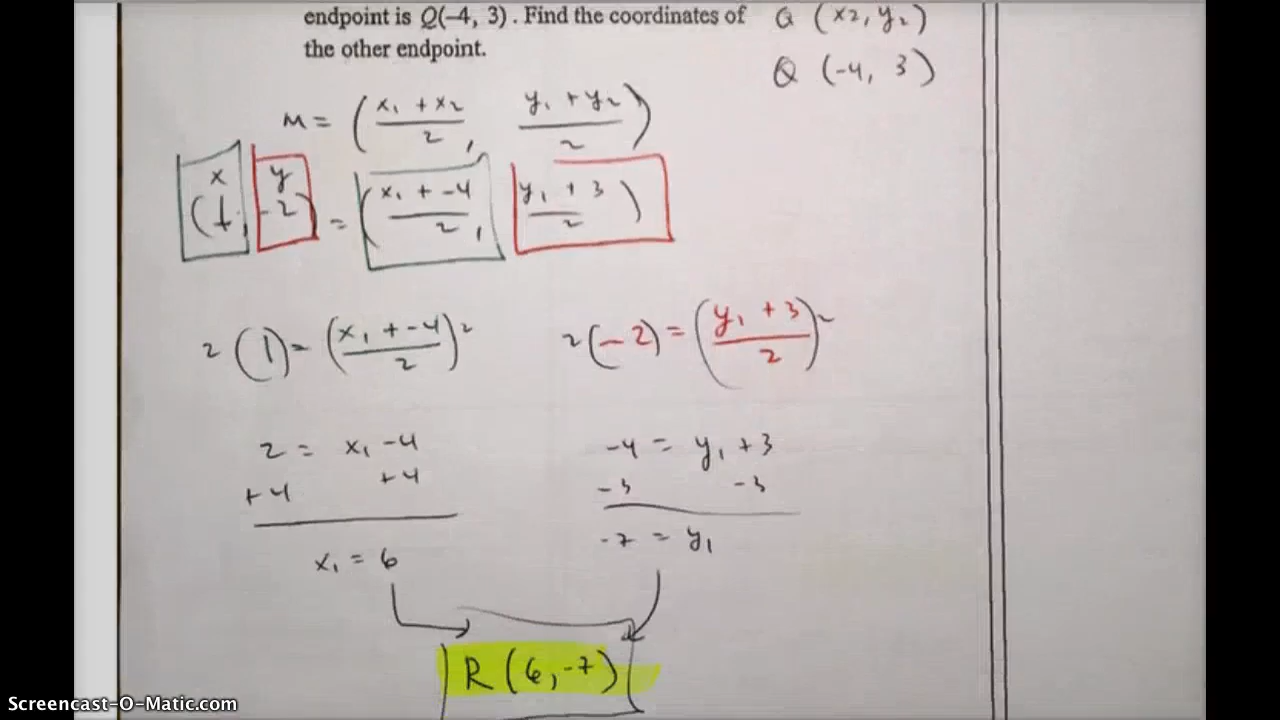 endpoint is Q(–4, 3). Find the coordinates of
the other endpoint.
Q (x2, y2)
Q (-4, 3)
M = (x1 + x2 / 2, y1 + y2 / 2)
x y
(1, -2) = (x1 + -4 / 2, y1 + 3 / 2)
2 (1) = (x1 + -4 / 2) 2
2 (-2) = (y1 + 3 / 2) 2
2 = x1 -4
+4 +4
x1 = 6
-4 = y1 + 3
-3 -3
-7 = y1
R (6, -7)
Screencast-O-Matic.com